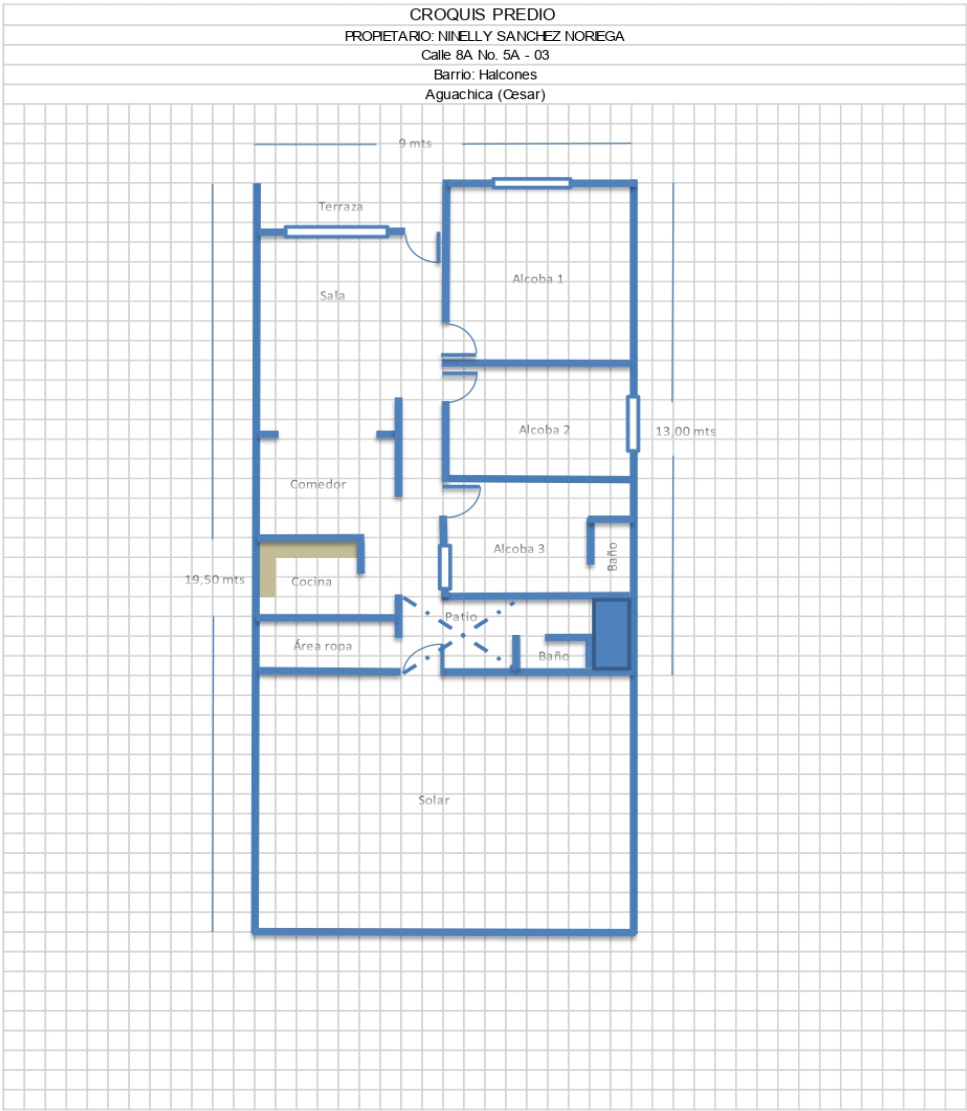 CROQUIS PREDIO
PROPIETARIO: NINELLY SANCHEZ NORIEGA
Calle 8A No. 5A - 03
Barrio: Halcones
Aguachica (Cesar)
9 mts
Terraza
Alcoba 1
Sala
Alcoba 2
13,00 mts
Comedor
Alcoba 3
Baño
19,50 mts
Cocina
Patio
Área ropa
Baño
Solar